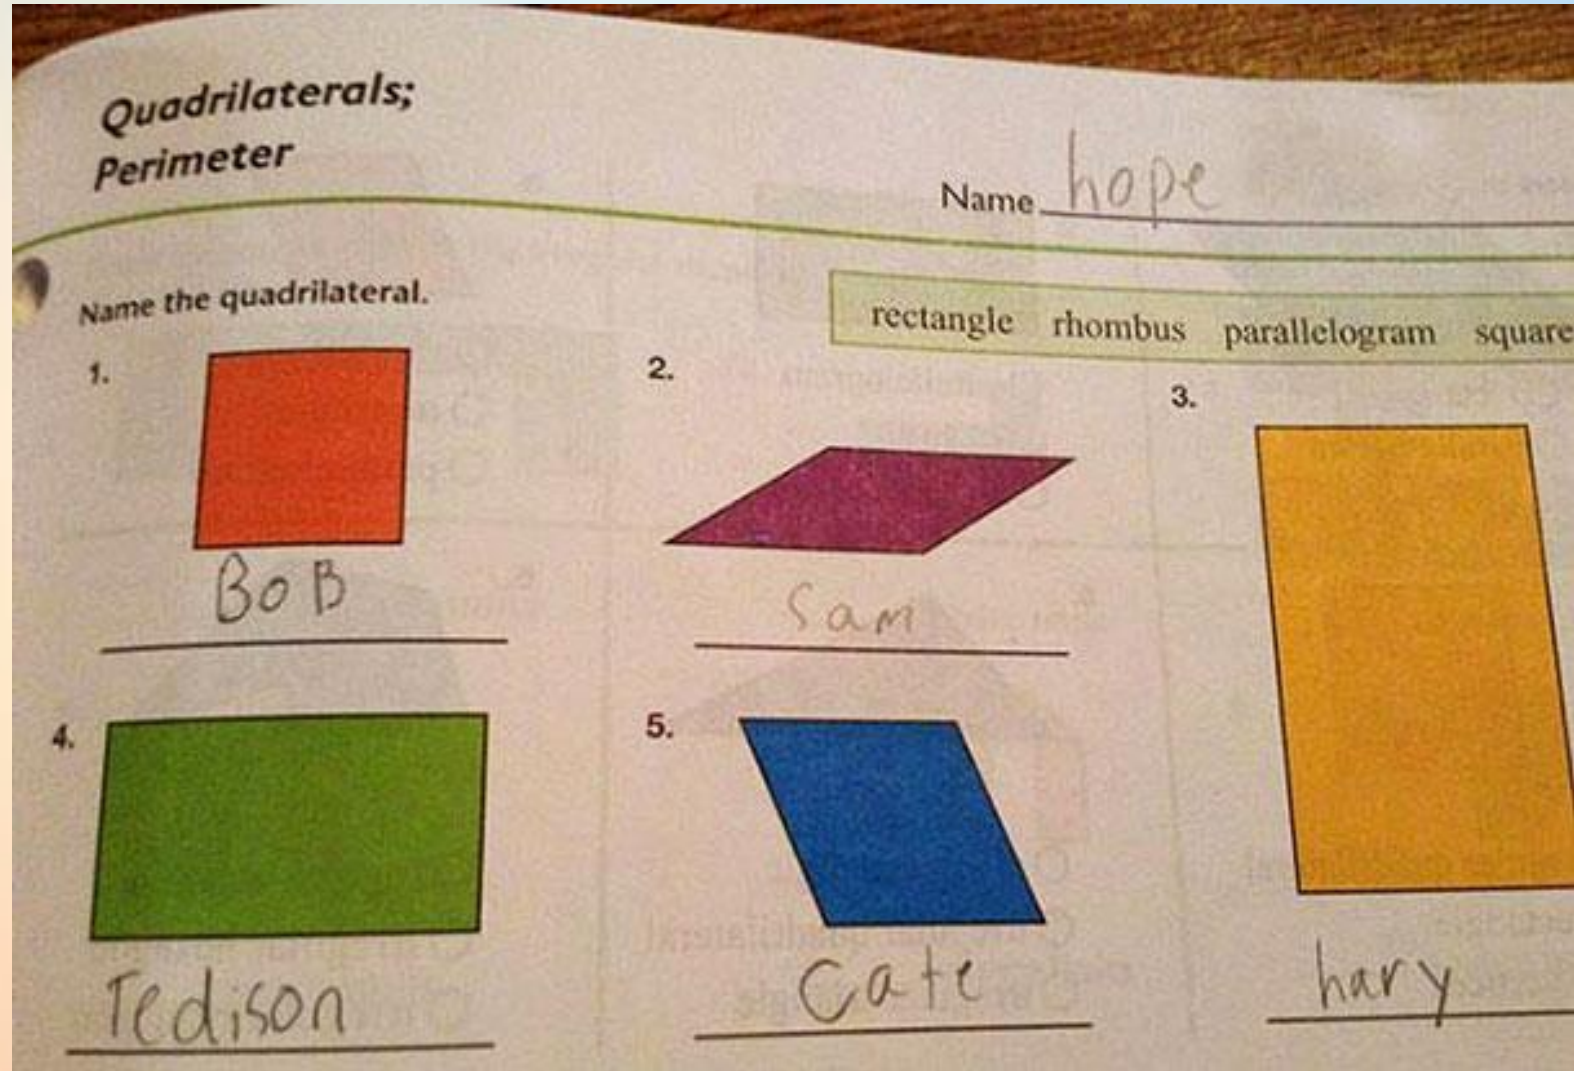 Quadrilaterals;
Perimeter
Name hope
Name the quadrilateral.
rectangle rhombus parallelogram square
1.
2.
3.
BoB
Sam
4.
5.
hary
Tedison
Cate